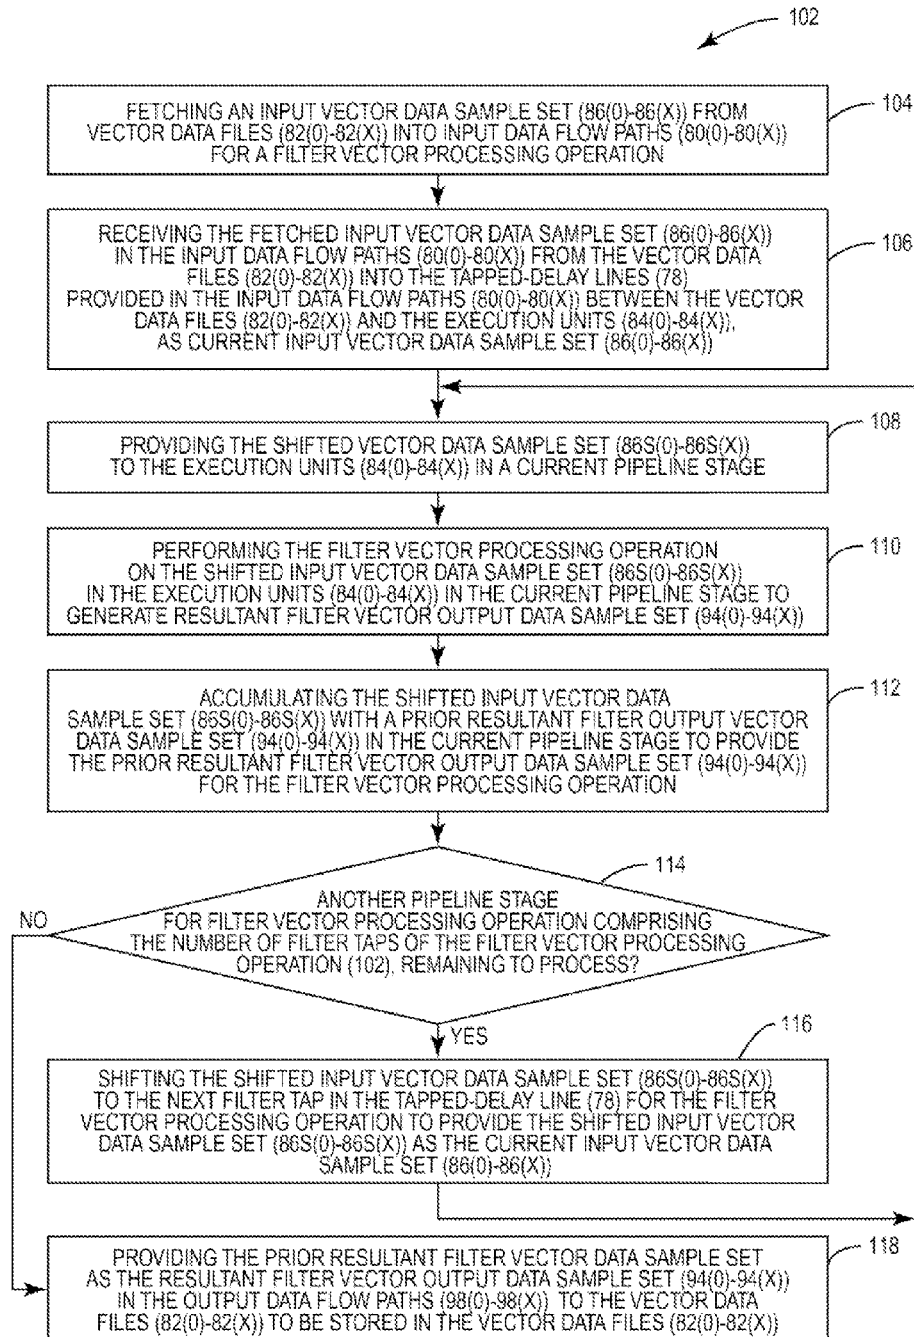 102
FETCHING AN INPUT VECTOR DATA SAMPLE SET (86(0)-86(X)) FROM
VECTOR DATA FILES (82(0)-82(X)) INTO INPUT DATA FLOW PATHS (80(0)-80(X))
FOR A FILTER VECTOR PROCESSING OPERATION
104
RECEIVING THE FETCHED INPUT VECTOR DATA SAMPLE SET (86(0)-86(X))
IN THE INPUT DATA FLOW PATHS (80(0)-80(X)) FROM THE VECTOR DATA
FILES (82(0)-82(X)) INTO THE TAPPED-DELAY LINES (78)
PROVIDED IN THE INPUT DATA FLOW PATHS (80(0)-80(X)) BETWEEN THE VECTOR
DATA FILES (82(0)-82(X)) AND THE EXECUTION UNITS (84(0)-84(X)),
AS CURRENT INPUT VECTOR DATA SAMPLE SET (86(0)-86(X))
106
PROVIDING THE SHIFTED VECTOR DATA SAMPLE SET (86S(0)-86S(X))
TO THE EXECUTION UNITS (84(0)-84(X)) IN A CURRENT PIPELINE STAGE
108
PERFORMING THE FILTER VECTOR PROCESSING OPERATION
ON THE SHIFTED INPUT VECTOR DATA SAMPLE SET (86S(0)-86S(X))
IN THE EXECUTION UNITS (84(0)-84(X)) IN THE CURRENT PIPELINE STAGE TO
GENERATE RESULTANT FILTER VECTOR OUTPUT DATA SAMPLE SET (94(0)-94(X))
110
ACCUMULATING THE SHIFTED INPUT VECTOR DATA
SAMPLE SET (86S(0)-86S(X)) WITH A PRIOR RESULTANT FILTER OUTPUT VECTOR
DATA SAMPLE SET (94(0)-94(X)) IN THE CURRENT PIPELINE STAGE TO PROVIDE
THE PRIOR RESULTANT FILTER VECTOR OUTPUT DATA SAMPLE SET (94(0)-94(X))
FOR THE FILTER VECTOR PROCESSING OPERATION
112
114
ANOTHER PIPELINE STAGE
FOR FILTER VECTOR PROCESSING OPERATION COMPRISING
THE NUMBER OF FILTER TAPS OF THE FILTER VECTOR PROCESSING
OPERATION (102), REMAINING TO PROCESS?
NO
YES
116
SHIFTING THE SHIFTED INPUT VECTOR DATA SAMPLE SET (86S(0)-86S(X))
TO THE NEXT FILTER TAP IN THE TAPPED-DELAY LINE (78) FOR THE FILTER
VECTOR PROCESSING OPERATION TO PROVIDE THE SHIFTED INPUT VECTOR
DATA SAMPLE SET (86S(0)-86S(X)) AS THE CURRENT INPUT VECTOR DATA
SAMPLE SET (86(0)-86(X))
PROVIDING THE PRIOR RESULTANT FILTER VECTOR DATA SAMPLE SET
AS THE RESULTANT FILTER VECTOR OUTPUT DATA SAMPLE SET (94(0)-94(X))
IN THE OUTPUT DATA FLOW PATHS (98(0)-98(X)) TO THE VECTOR DATA
FILES (82(0)-82(X)) TO BE STORED IN THE VECTOR DATA FILES (82(0)-82(X))
118